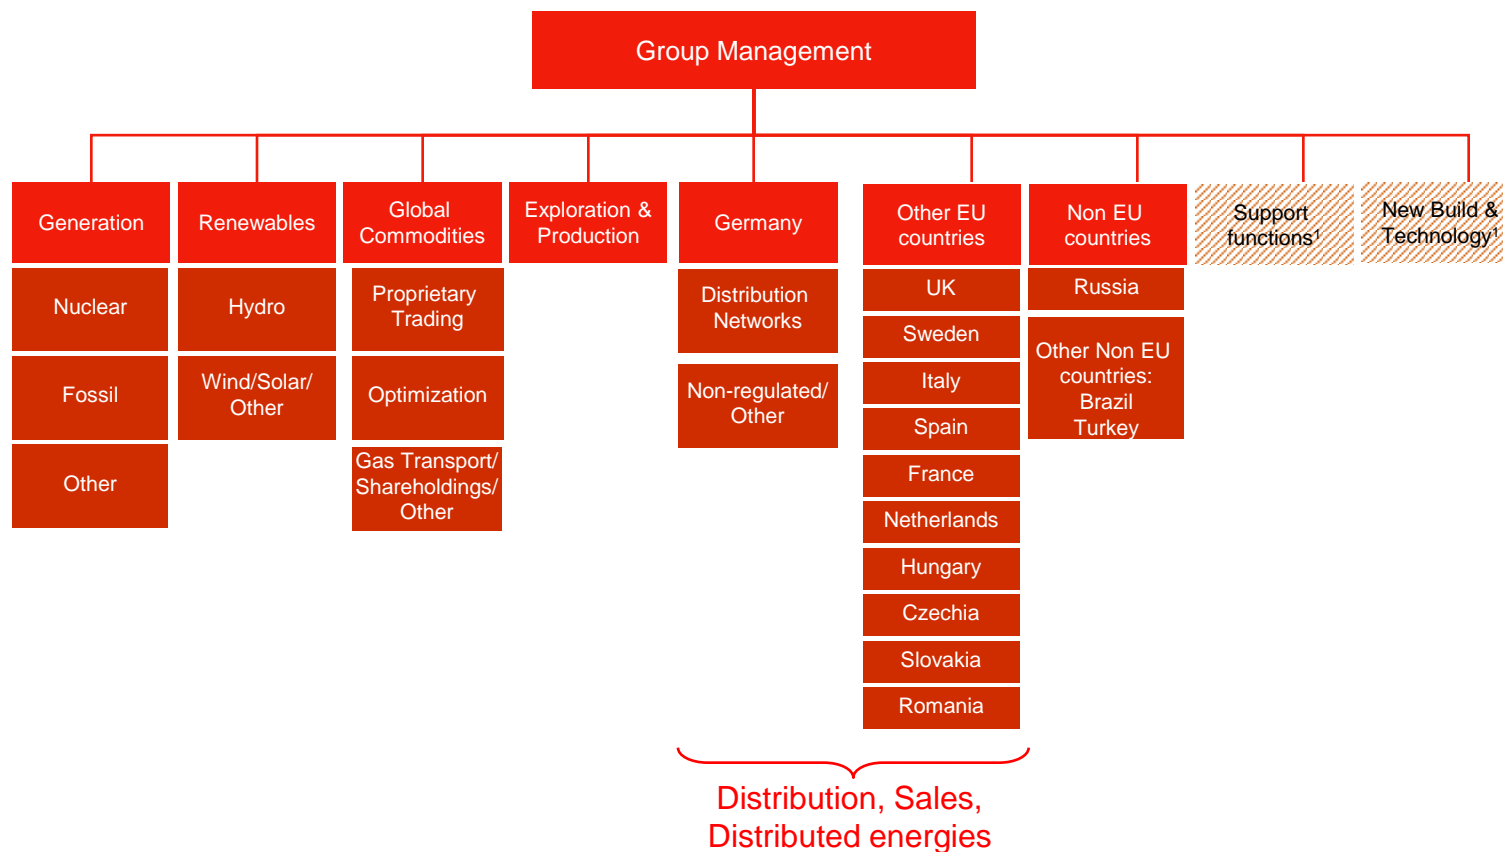 Group Management
Generation
Renewables
Global
Commodities
Exploration &
Production
Germany
Other EU
countries
Non EU
countries
Support
functions¹
New Build &
Technology¹
Nuclear
Fossil
Other
Hydro
Wind/Solar/
Other
Proprietary
Trading
Optimization
Gas Transport/
Shareholdings/
Other
Distribution
Networks
Non-regulated/
Other
UK
Sweden
Italy
Spain
France
Netherlands
Hungary
Czechia
Slovakia
Romania
Russia
Other Non EU
countries:
Brazil
Turkey
Distribution, Sales,
Distributed energies